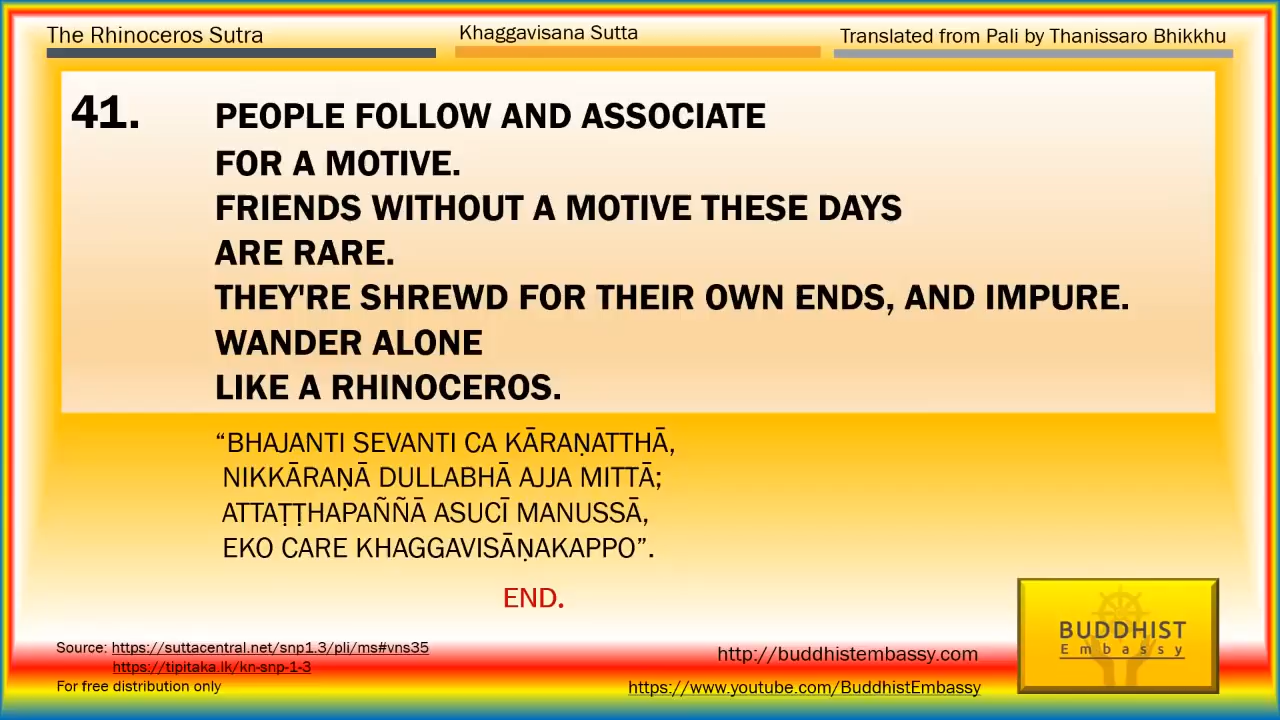 The Rhinoceros Sutra
Khaggavisana Sutta
Translated from Pali by Thanissaro Bhikkhu
41. PEOPLE FOLLOW AND ASSOCIATE
FOR A MOTIVE.
FRIENDS WITHOUT A MOTIVE THESE DAYS
ARE RARE.
THEY'RE SHREWD FOR THEIR OWN ENDS, AND IMPURE.
WANDER ALONE
LIKE A RHINOCEROS.
“BHAJANTI SEVANTI CA KĀRAṆATTHĀ,
NIKKĀRAṆĀ DULLABHĀ AJJA MITTĀ;
ATTAṬṬHAPAÑÑĀ ASUCĪ MANUSSĀ,
EKO CARE KHAGGAVISĀṆAKAPPO”.
END.
Source: https://suttacentral.net/snp1.3/pli/ms#vns35
https://tipitaka.lk/kn-snp-1-3
For free distribution only
http://buddhistembassy.com
https://www.youtube.com/BuddhistEmbassy
BUDDHIST
Embassy